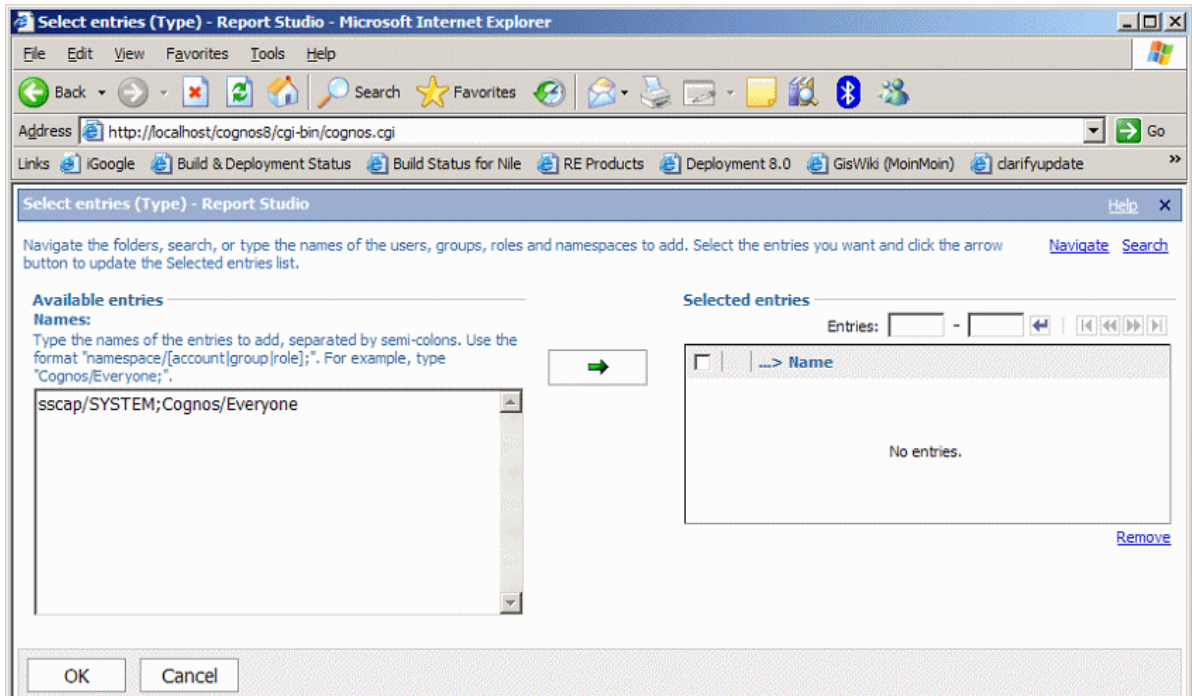 Select entries (Type) - Report Studio - Microsoft Internet Explorer
File Edit View Favorites Tools Help
Back Search Favorites
Address http://localhost/cognos8/cgi-bin/cognos.cgi Go
Links iGoogle Build & Deployment Status Build Status for Nile RE Products Deployment 8.0 GisWiki (MoinMoin) clarifyupdate »
Select entries (Type) - Report Studio Help
Navigate the folders, search, or type the names of the users, groups, roles and namespaces to add. Select the entries you want and click the arrow Navigate Search
button to update the Selected entries list.
Available entries Selected entries
Names:
Entries: -
Type the names of the entries to add, separated by semi-colons. Use the
format "namespace/[account|group|role];". For example, type
"Cognos/Everyone;".
...> Name
sscap/SYSTEM;Cognos/Everyone
No entries.
Remove
OK Cancel